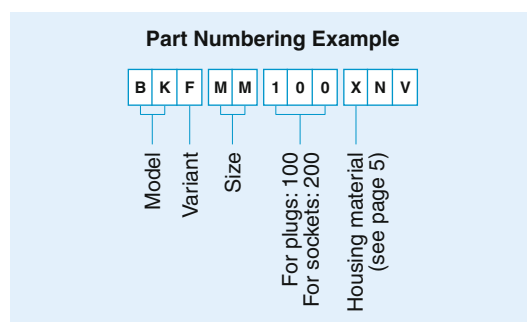 Part Numbering Example
B K F M M 1 0 0 X N V
Model
Variant
Size
For plugs: 100
For sockets: 200
Housing material
(see page 5)